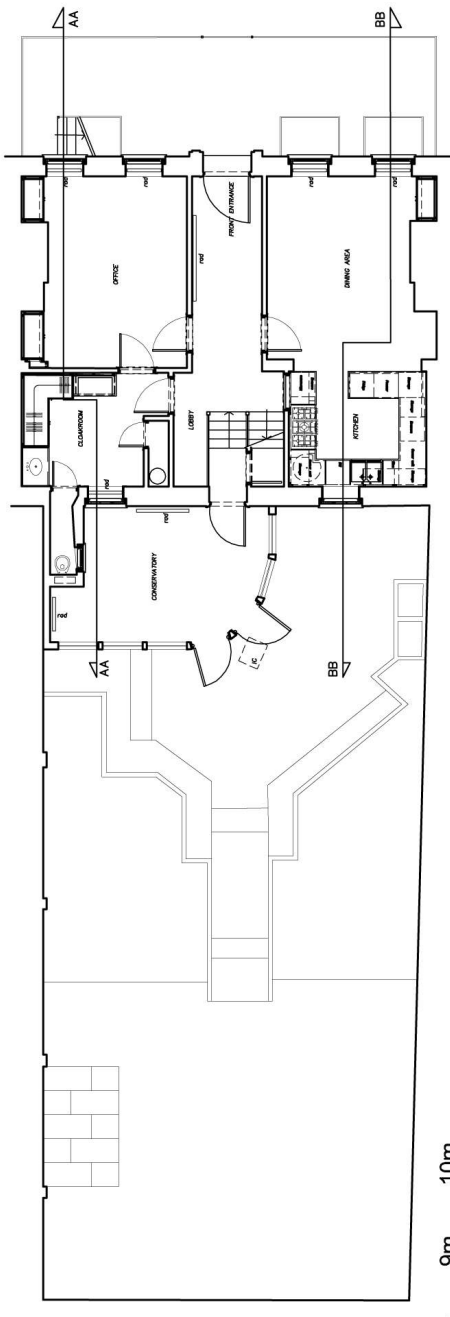 AA
BB
rad
rad
rad
rad
OFFICE
rad
FRONT ENTRANCE
DINING AREA
CLOAKROOM
LOBBY
KITCHEN
rad
rad
CONSERVATORY
rad
IC
AA
BB
9m
10m